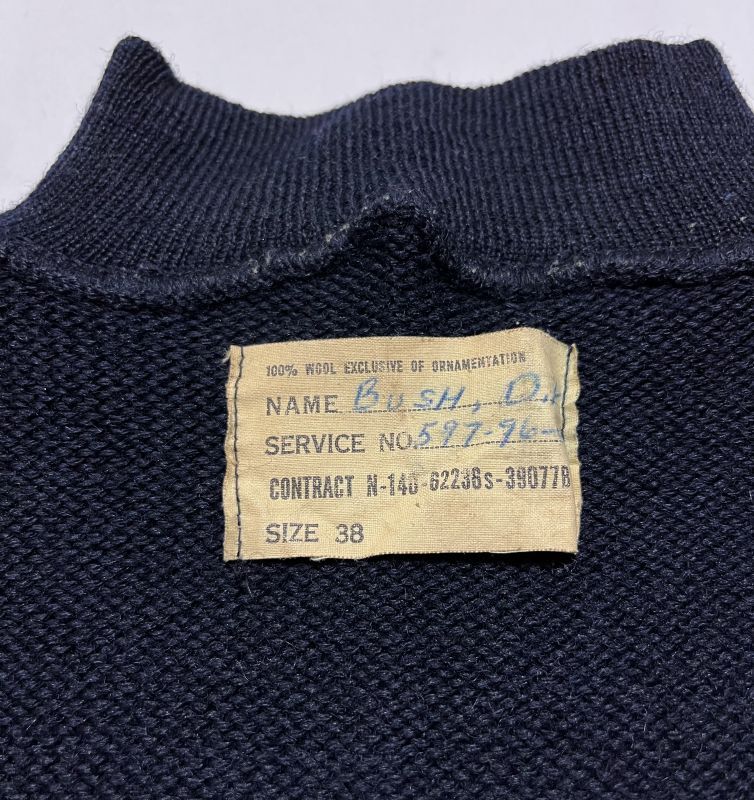 100% WOOL EXCLUSIVE OF ORNAMENTATION
NAME BUSH, D.H
SERVICE NO. 597-96-
CONTRACT N-140-62238s-39077B
SIZE 38